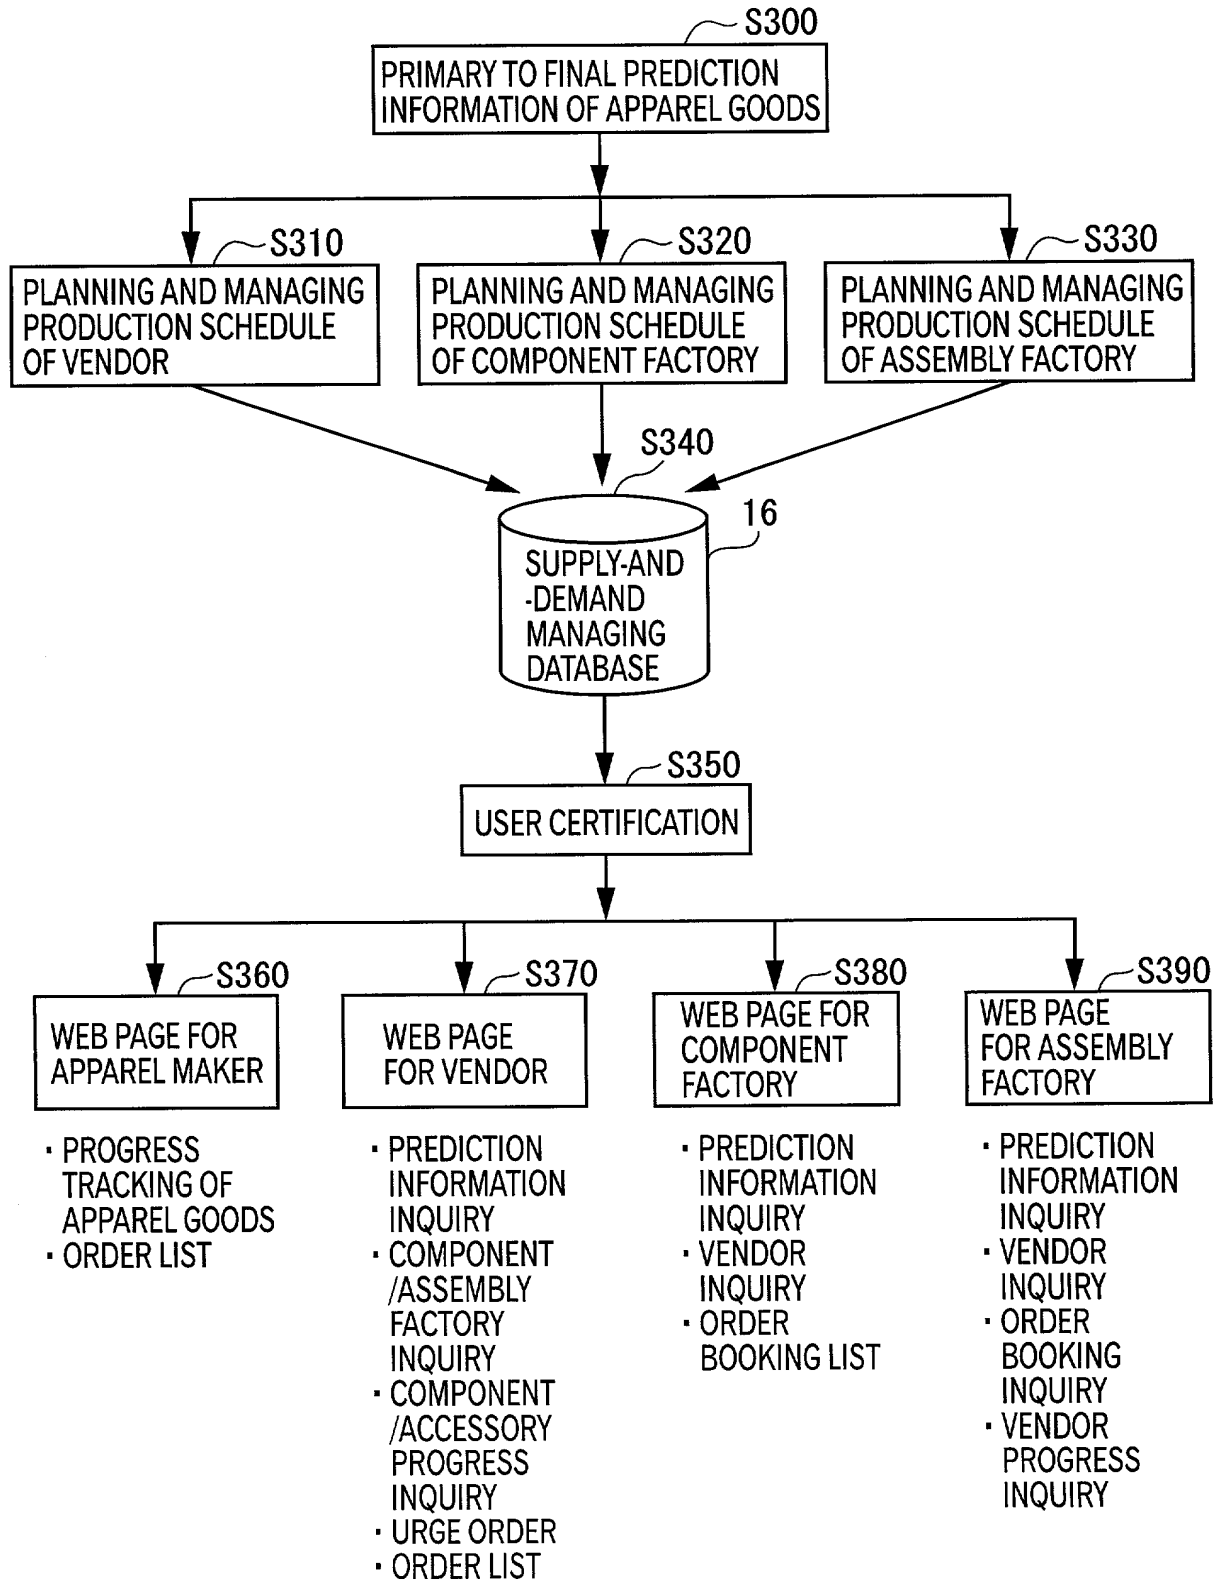 S300
PRIMARY TO FINAL PREDICTION
INFORMATION OF APPAREL GOODS
S310
PLANNING AND MANAGING
PRODUCTION SCHEDULE
OF VENDOR
S320
PLANNING AND MANAGING
PRODUCTION SCHEDULE
OF COMPONENT FACTORY
S330
PLANNING AND MANAGING
PRODUCTION SCHEDULE
OF ASSEMBLY FACTORY
S340
16
SUPPLY-AND
-DEMAND
MANAGING
DATABASE
S350
USER CERTIFICATION
S360
WEB PAGE FOR
APPAREL MAKER
· PROGRESS
TRACKING OF
APPAREL GOODS
· ORDER LIST
S370
WEB PAGE
FOR VENDOR
· PREDICTION
INFORMATION
INQUIRY
· COMPONENT
/ASSEMBLY
FACTORY
INQUIRY
· COMPONENT
/ACCESSORY
PROGRESS
INQUIRY
· URGE ORDER
· ORDER LIST
S380
WEB PAGE FOR
COMPONENT
FACTORY
· PREDICTION
INFORMATION
INQUIRY
· VENDOR
INQUIRY
· ORDER
BOOKING LIST
S390
WEB PAGE
FOR ASSEMBLY
FACTORY
· PREDICTION
INFORMATION
INQUIRY
· VENDOR
INQUIRY
· ORDER
BOOKING
INQUIRY
· VENDOR
PROGRESS
INQUIRY